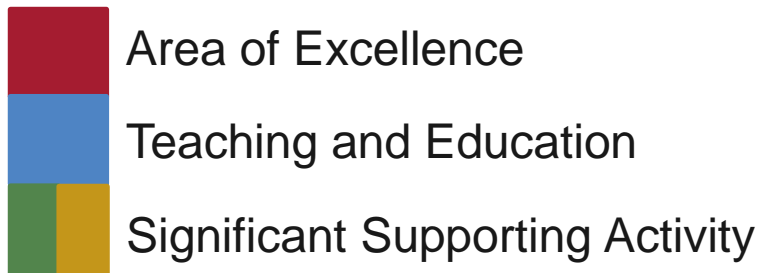 Area of Excellence
Teaching and Education
Significant Supporting Activity